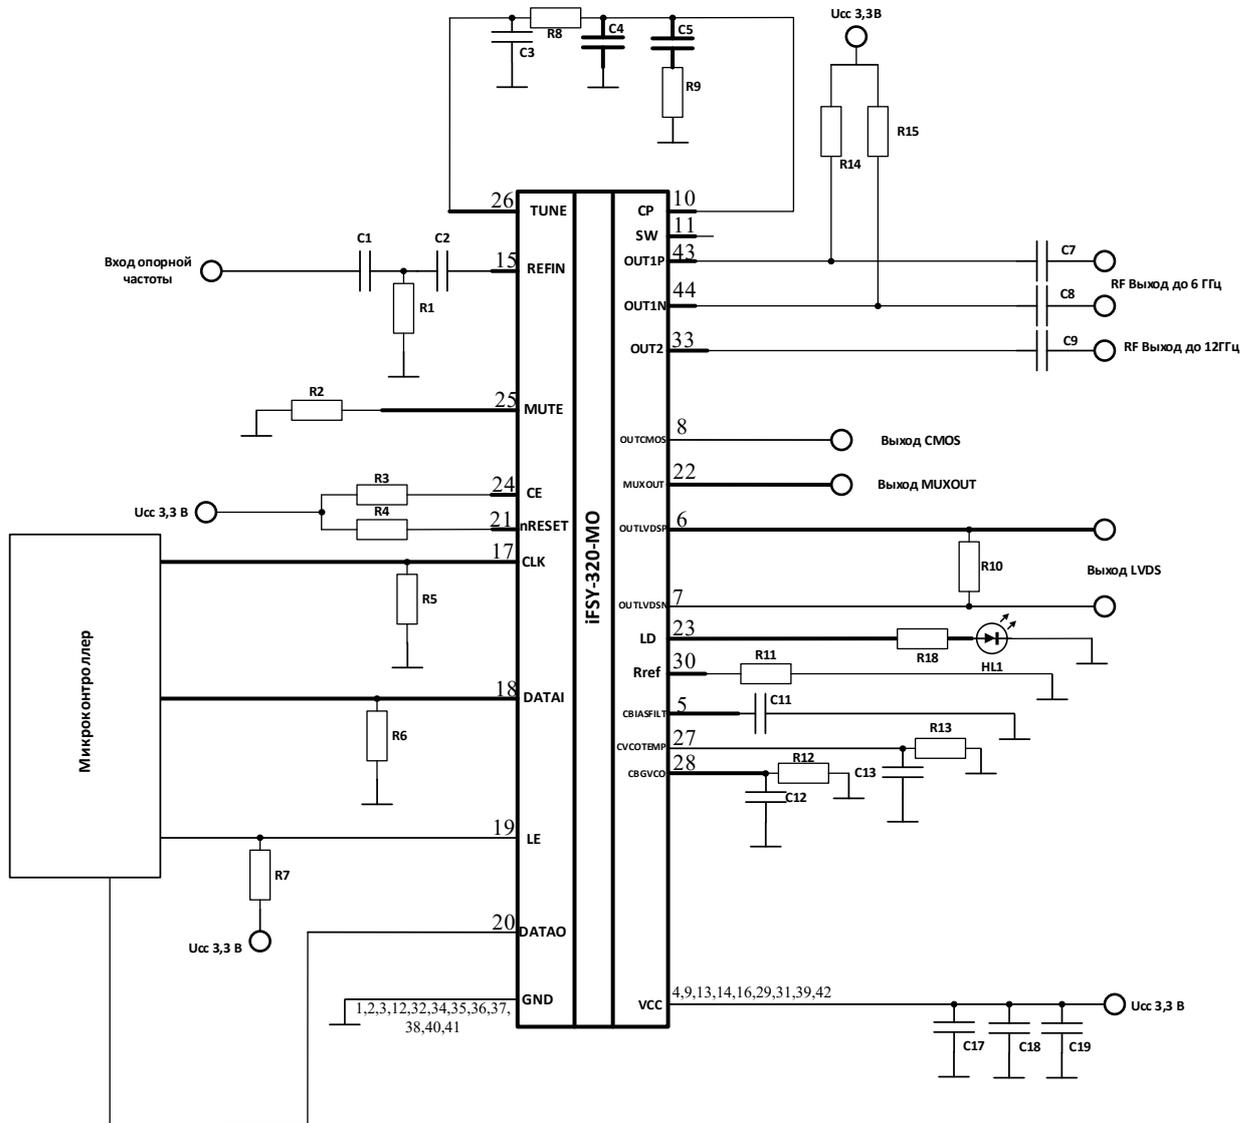 Ucc 3,3В
R8
C4
C5
C3
R9
R14
R15
26
TUNE
CP
10
SW
11
C1
C2
15
REFIN
Вход опорной
частоты
R1
OUT1P
43
C7
RF Выход до 6 ГГц
OUT1N
44
C8
OUT2
33
C9
RF Выход до 12ГГц
R2
25
MUTE
OUTCMOS
8
Выход CMOS
MUXOUT
22
Выход MUXOUT
R3
24
CE
Ucc 3,3 В
R4
21
nRESET
OUTLVDSP
6
R10
Выход LVDS
OUTLVDSN
7
17
CLK
R5
iFSY-320-MO
LD
23
R18
HL1
Rref
30
R11
Микроконтроллер
18
DATAI
R6
CBIASFILT
5
C11
CVCOTEMP
27
R13
C13
CBGVCO
28
R12
C12
19
LE
R7
Ucc 3,3 В
20
DATAO
GND
1,2,3,12,32,34,35,36,37,
38,40,41
VCC
4,9,13,14,16,29,31,39,42
Ucc 3,3 В
C17
C18
C19